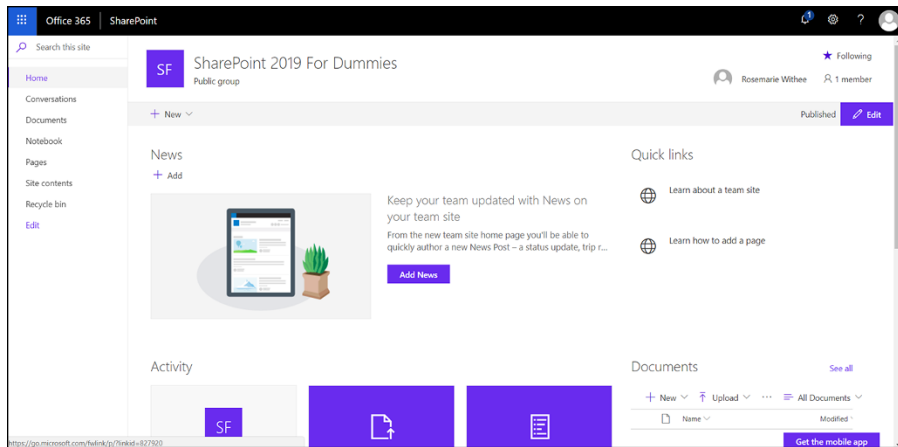 Office 365
SharePoint
1
?
Search this site
Home
Conversations
Documents
Notebook
Pages
Site contents
Recycle bin
Edit
SF
SharePoint 2019 For Dummies
Public group
Following
Rosemarie Withee
1 member
+ New
Published
Edit
News
+ Add
Keep your team updated with News on
your team site
From the new team site home page you'll be able to
quickly author a new News Post – a status update, trip r...
Add News
Quick links
Learn about a team site
Learn how to add a page
Activity
SF
Documents
See all
+ New
Upload
...
All Documents
Name
Modified
Get the mobile app
https://go.microsoft.com/fwlink/p/?linkid=827920